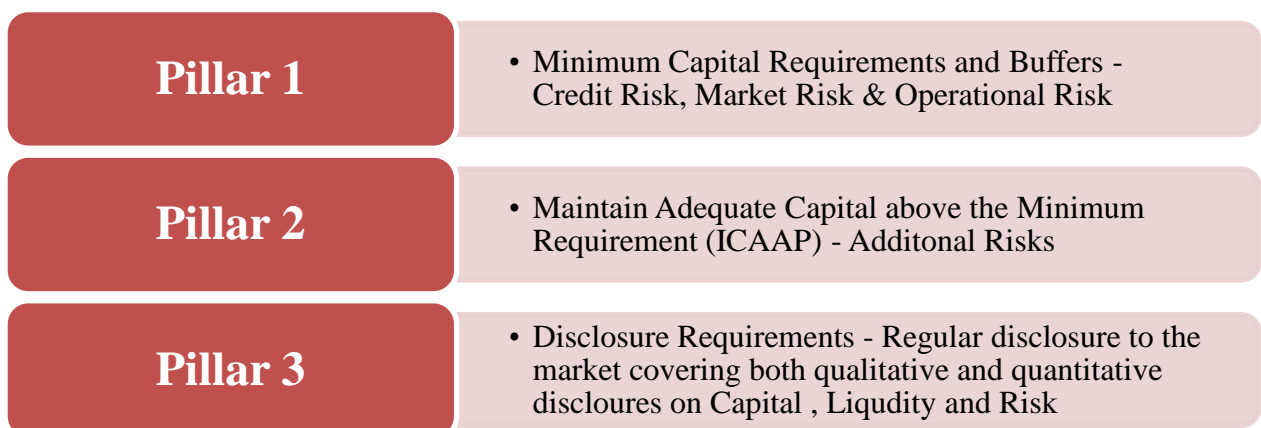 Pillar 1
• Minimum Capital Requirements and Buffers -
Credit Risk, Market Risk & Operational Risk
Pillar 2
• Maintain Adequate Capital above the Minimum
Requirement (ICAAP) - Additonal Risks
Pillar 3
• Disclosure Requirements - Regular disclosure to the
market covering both qualitative and quantitative
discloures on Capital , Liqudity and Risk